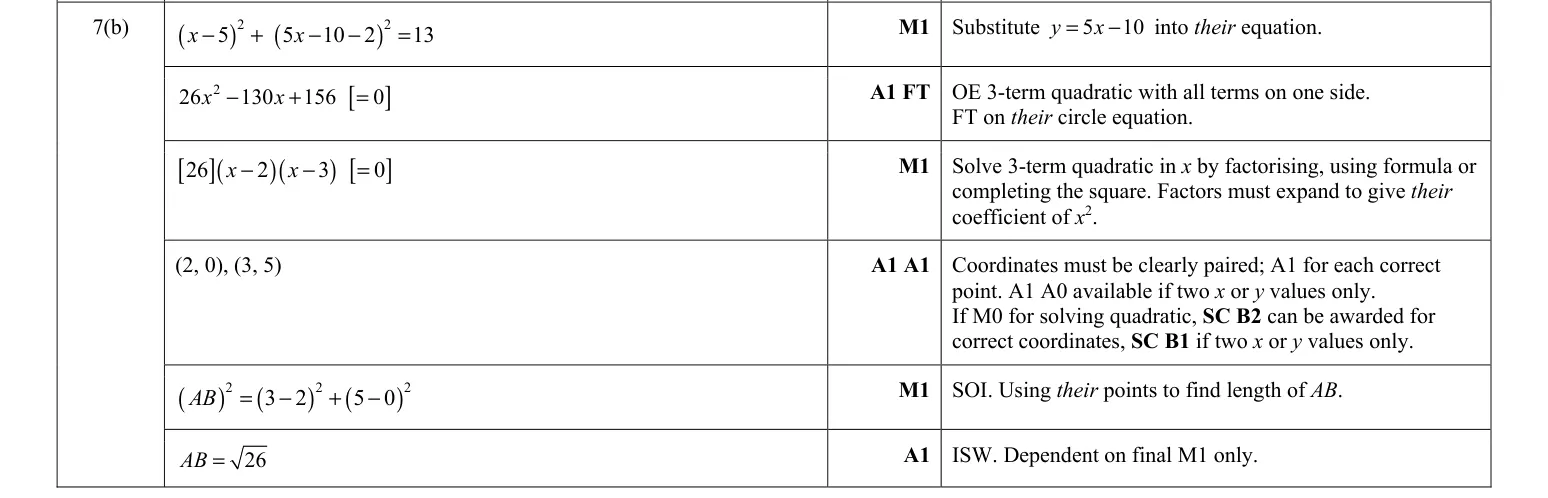 7(b) (x−5)² + (5x−10−2)² =13 M1 Substitute y=5x−10 into their equation.
26x² −130x+156 [=0] A1 FT OE 3-term quadratic with all terms on one side.
FT on their circle equation.
[26](x−2)(x−3) [=0] M1 Solve 3-term quadratic in x by factorising, using formula or
completing the square. Factors must expand to give their
coefficient of x².
(2, 0), (3, 5) A1 A1 Coordinates must be clearly paired; A1 for each correct
point. A1 A0 available if two x or y values only.
If M0 for solving quadratic, SC B2 can be awarded for
correct coordinates, SC B1 if two x or y values only.
(AB)² =(3−2)² +(5−0)² M1 SOI. Using their points to find length of AB.
AB = √26 A1 ISW. Dependent on final M1 only.